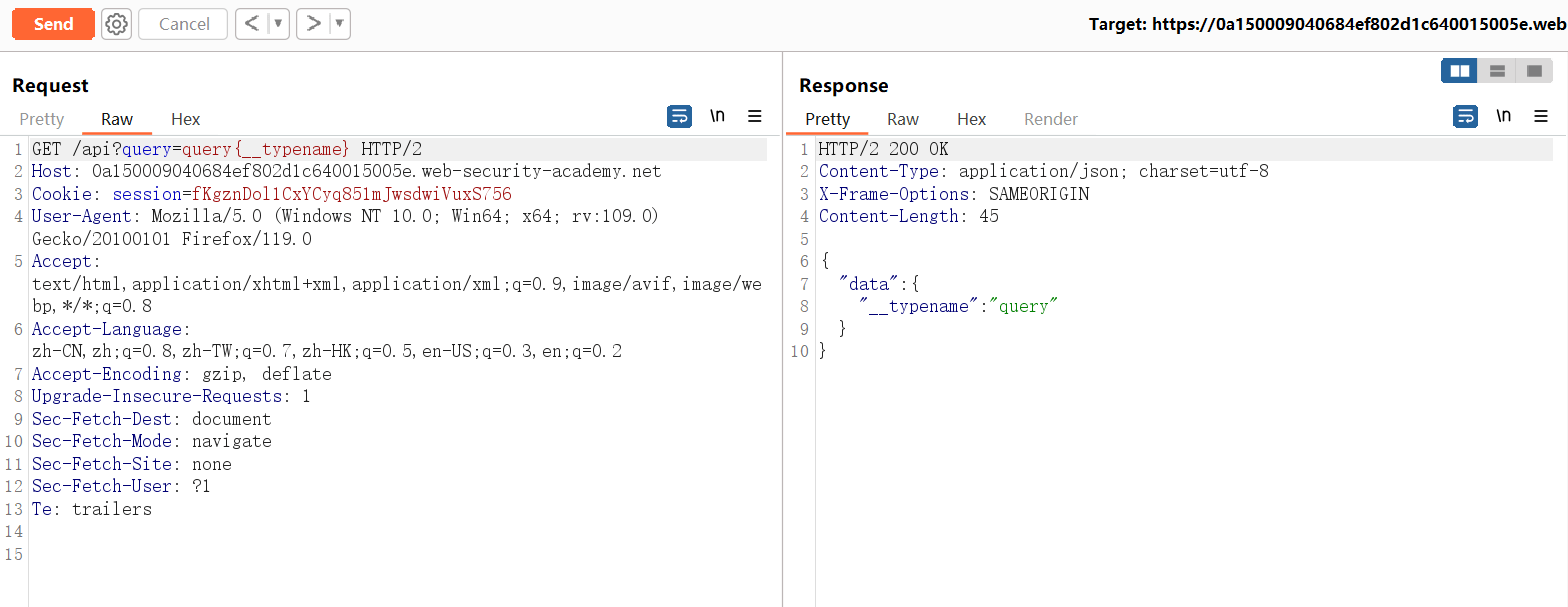 Send Cancel < > Target: https://0a150009040684ef802d1c640015005e.web
Request
Pretty Raw Hex \n
1 GET /api?query=query{__typename} HTTP/2
2 Host: 0a150009040684ef802d1c640015005e.web-security-academy.net
3 Cookie: session=fKgznDol1CxYCyq851mJwsdwiVuxS756
4 User-Agent: Mozilla/5.0 (Windows NT 10.0; Win64; x64; rv:109.0)
Gecko/20100101 Firefox/119.0
5 Accept:
text/html,application/xhtml+xml,application/xml;q=0.9,image/avif,image/we
bp,*/*;q=0.8
6 Accept-Language:
zh-CN,zh;q=0.8,zh-TW;q=0.7,zh-HK;q=0.5,en-US;q=0.3,en;q=0.2
7 Accept-Encoding: gzip, deflate
8 Upgrade-Insecure-Requests: 1
9 Sec-Fetch-Dest: document
10 Sec-Fetch-Mode: navigate
11 Sec-Fetch-Site: none
12 Sec-Fetch-User: ?1
13 Te: trailers
14
15
Response
Pretty Raw Hex Render \n
1 HTTP/2 200 OK
2 Content-Type: application/json; charset=utf-8
3 X-Frame-Options: SAMEORIGIN
4 Content-Length: 45
5
6 {
7 "data":{
8 "__typename":"query"
9 }
10 }